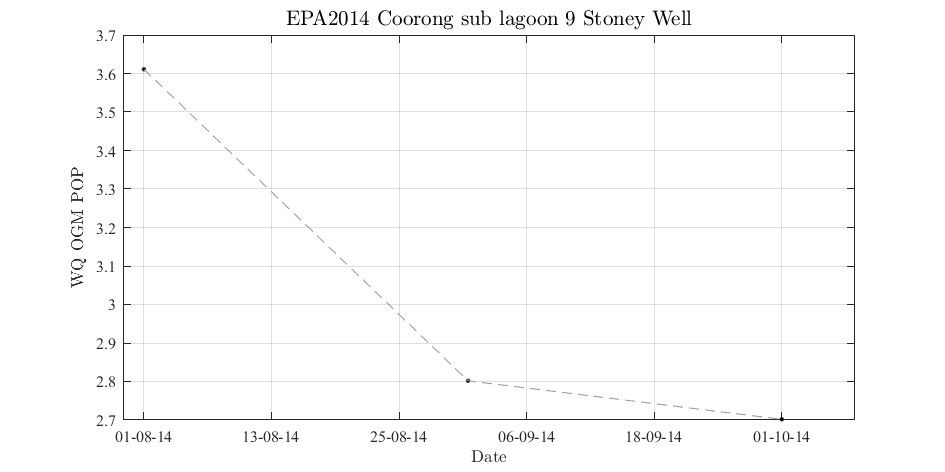 EPA2014 Coorong sub lagoon 9 Stoney Well
3.7
3.6
3.5
3.4
3.3
3.2
3.1
3
2.9
2.8
2.7
WQ OGM POP
01-08-14 13-08-14 25-08-14 06-09-14 18-09-14 01-10-14
Date